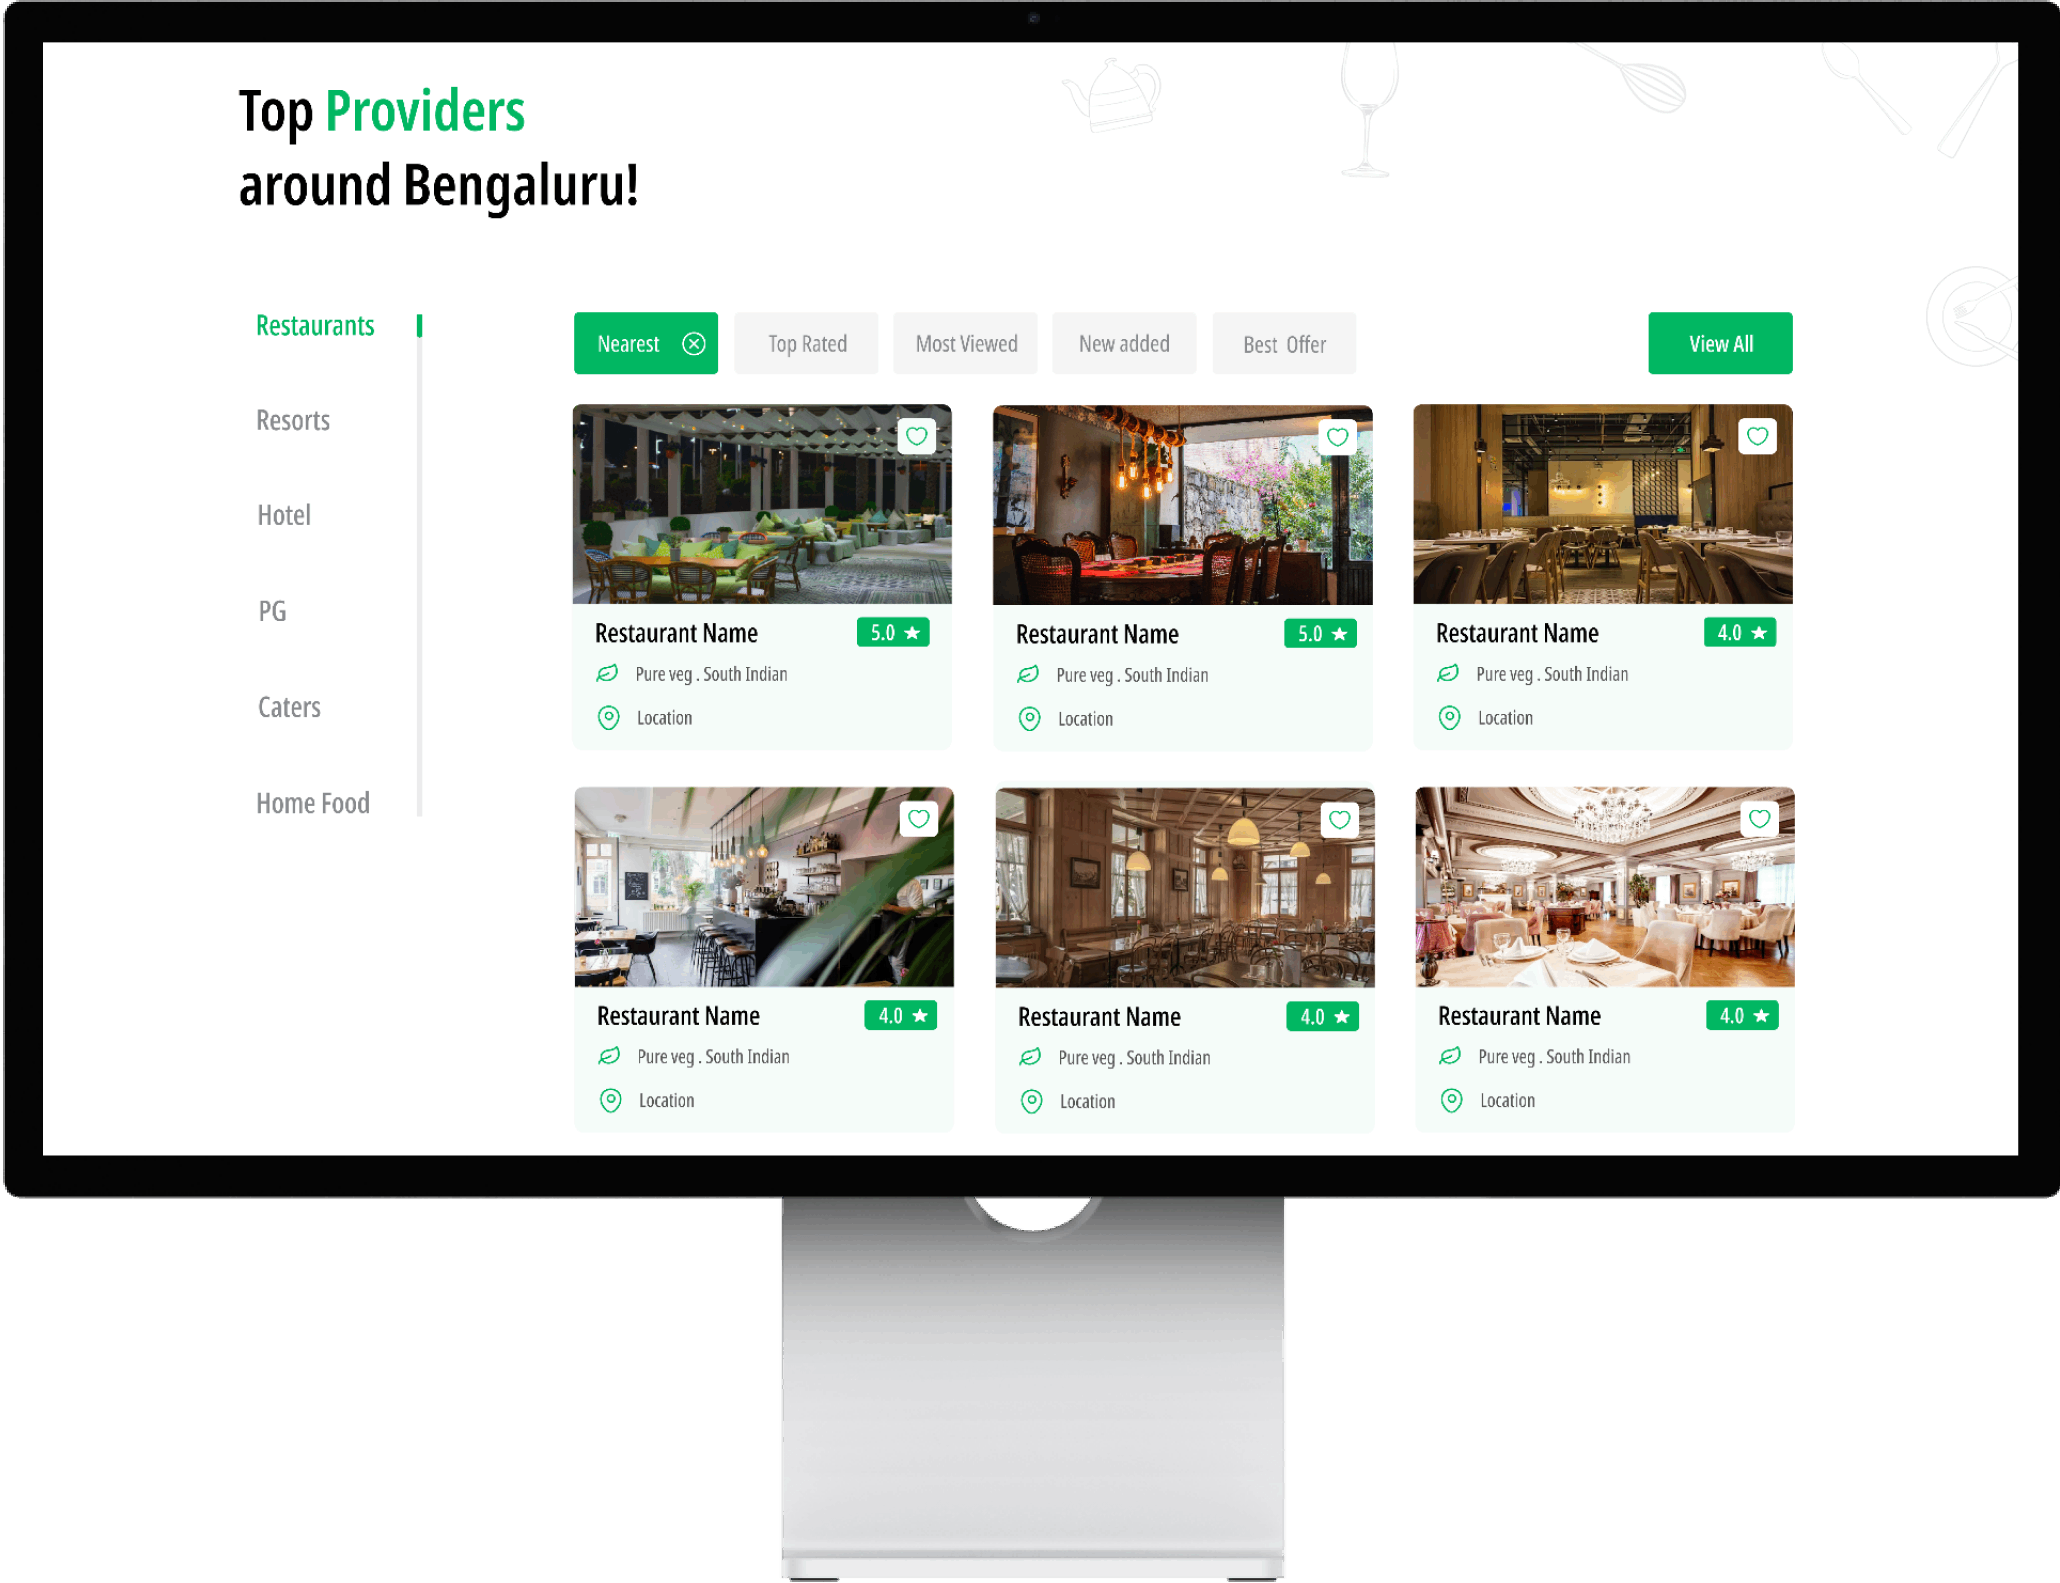 Top Providers
around Bengaluru!
Restaurants
Resorts
Hotel
PG
Caters
Home Food
Nearest
Top Rated
Most Viewed
New added
Best Offer
View All
Restaurant Name 5.0
Pure veg . South Indian
Location
Restaurant Name 5.0
Pure veg . South Indian
Location
Restaurant Name 4.0
Pure veg . South Indian
Location
Restaurant Name 4.0
Pure veg . South Indian
Location
Restaurant Name 4.0
Pure veg . South Indian
Location
Restaurant Name 4.0
Pure veg . South Indian
Location